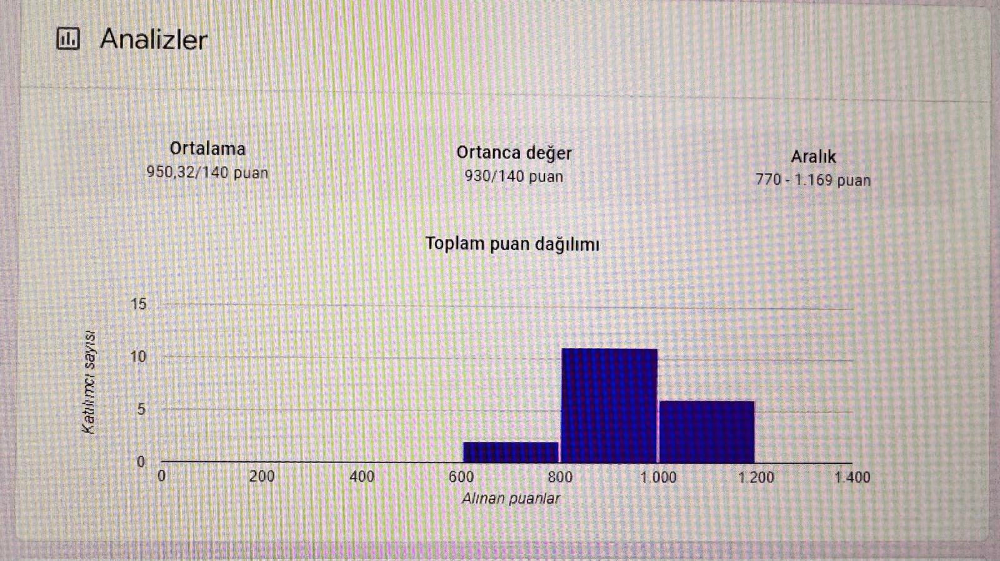 Analizler
Ortalama
950,32/140 puan
Ortanca değer
930/140 puan
Aralık
770 - 1.169 puan
Toplam puan dağılımı
Katılımcı sayısı
15
10
5
0
0 200 400 600 800 1.000 1.200 1.400
Alınan puanlar